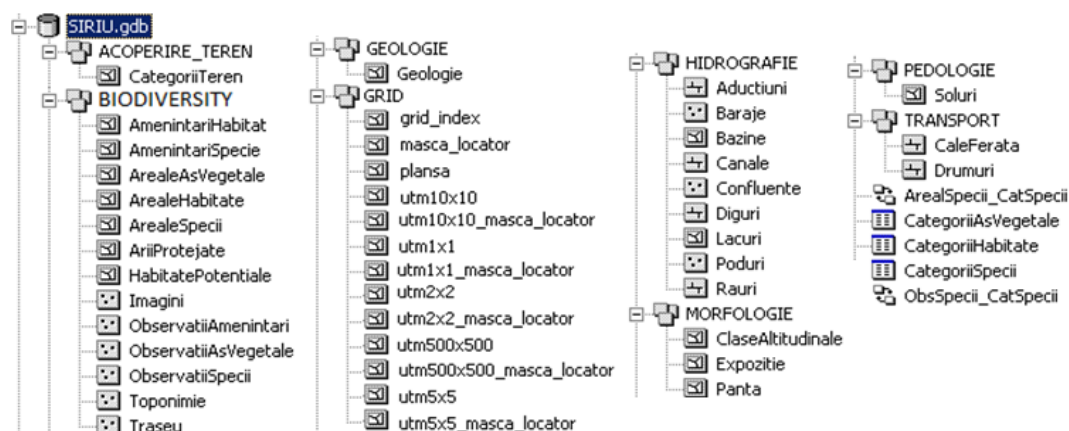 SIRIU.gdb
ACOPERIRE_TEREN
CategoriiTeren
BIODIVERSITY
AmenintariHabitat
AmenintariSpecie
ArealeAsVegetale
ArealeHabitate
ArealeSpecii
AriiProtejate
HabitatePotentiale
Imagini
ObservatiiAmenintari
ObservatiiAsVegetale
ObservatiiSpecii
Toponimie
Traseu
GEOLOGIE
Geologie
GRID
grid_index
masca_locator
plansa
utm10x10
utm10x10_masca_locator
utm1x1
utm1x1_masca_locator
utm2x2
utm2x2_masca_locator
utm500x500
utm500x500_masca_locator
utm5x5
utm5x5_masca_locator
HIDROGRAFIE
Aductiuni
Baraje
Bazine
Canale
Confluente
Diguri
Lacuri
Poduri
Rauri
MORFOLOGIE
ClaseAltitudinale
Expozitie
Panta
PEDOLOGIE
Soluri
TRANSPORT
CaleFerata
Drumuri
ArealSpecii_CatSpecii
CategoriiAsVegetale
CategoriiHabitate
CategoriiSpecii
ObsSpecii_CatSpecii